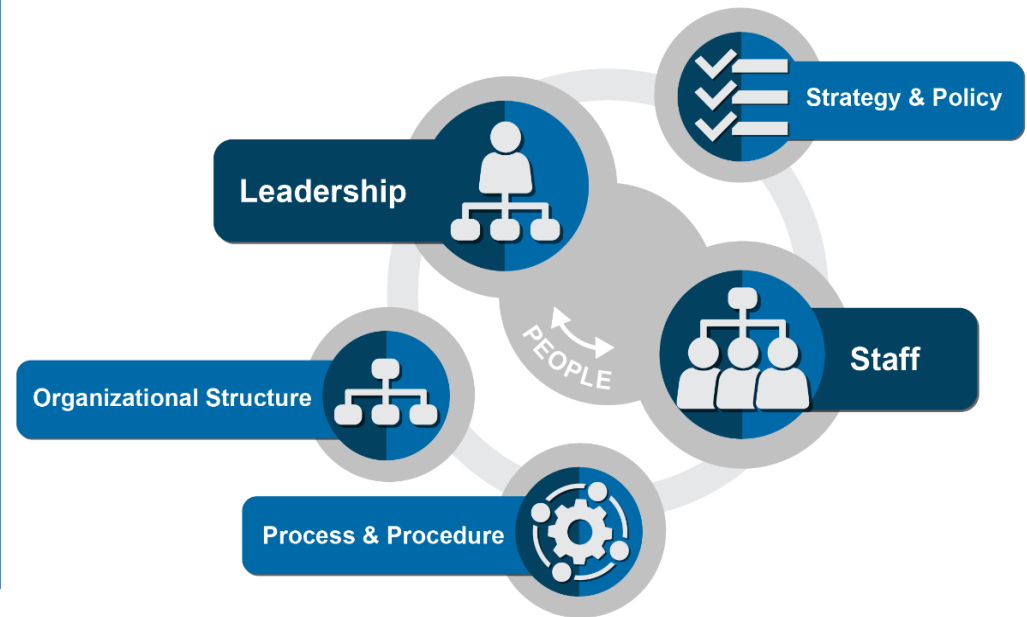 Strategy & Policy
Leadership
PEOPLE
Staff
Organizational Structure
Process & Procedure